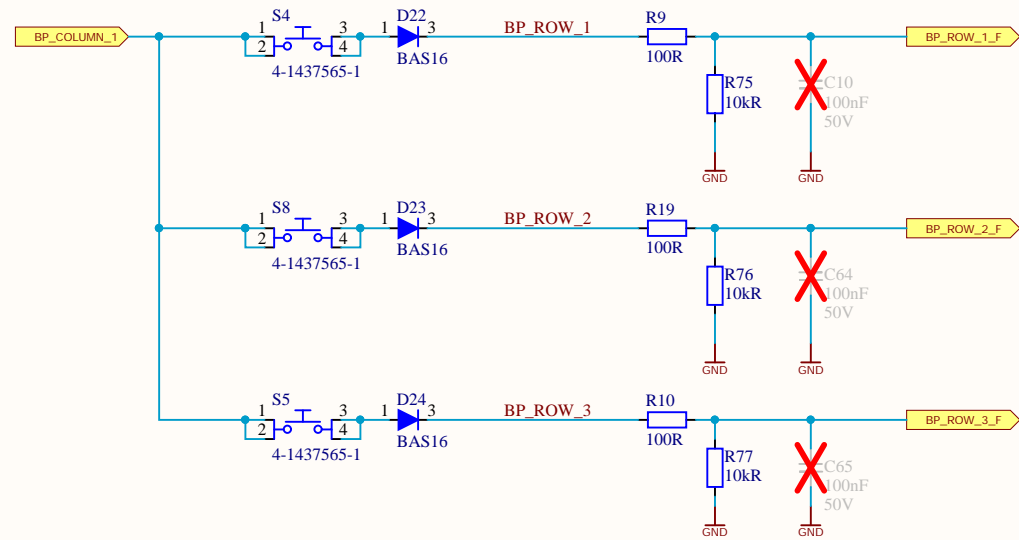 BP_COLUMN_1
S4
1
2
3
4
4-1437565-1
D22
1
3
BAS16
BP_ROW_1
R9
100R
R75
10kR
GND
C10
100nF
50V
GND
BP_ROW_1_F
S8
1
2
3
4
4-1437565-1
D23
1
3
BAS16
BP_ROW_2
R19
100R
R76
10kR
GND
C64
100nF
50V
GND
BP_ROW_2_F
S5
1
2
3
4
4-1437565-1
D24
1
3
BAS16
BP_ROW_3
R10
100R
R77
10kR
GND
C65
100nF
50V
GND
BP_ROW_3_F